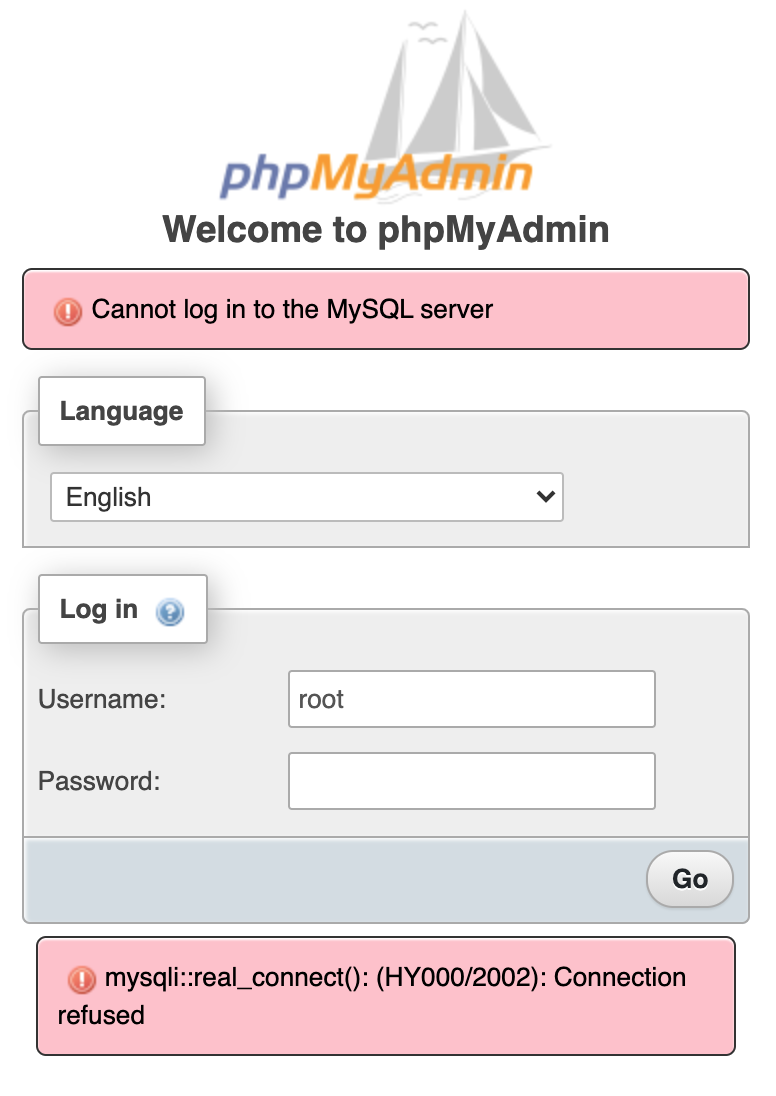 phpMyAdmin
Welcome to phpMyAdmin
Cannot log in to the MySQL server
Language
English
Log in
Username:
root
Password:
Go
mysqli::real_connect(): (HY000/2002): Connection
refused